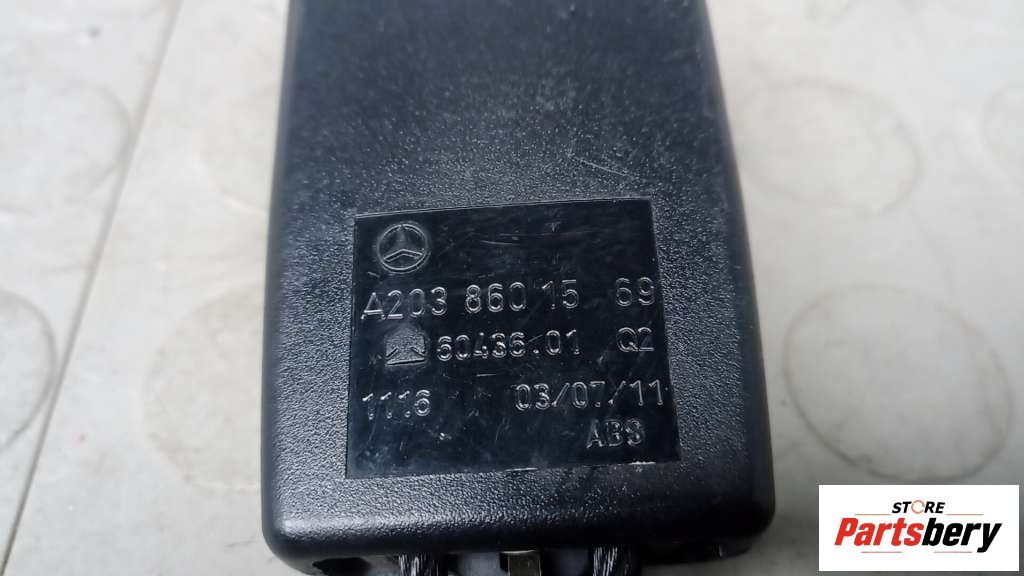 A203 860 15 69
60436.01 Q2
1116 03/07/11
ABS
STORE
Partsbery